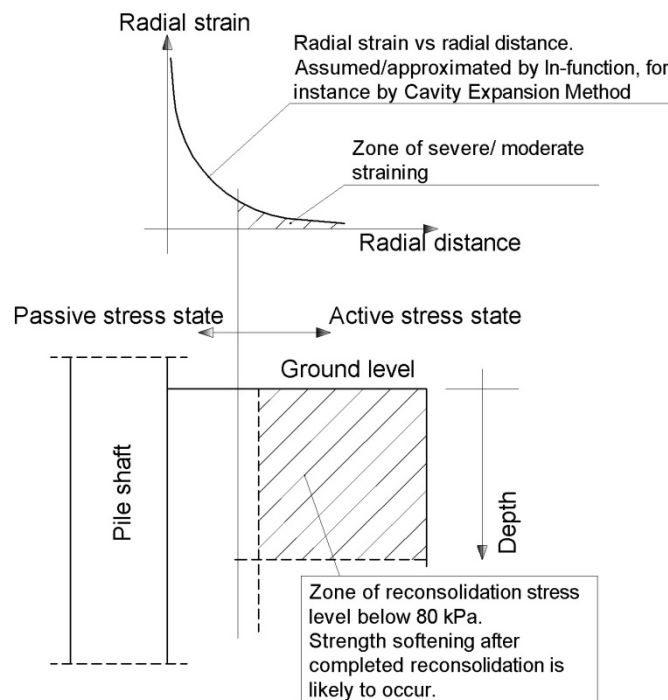 Radial strain
Radial strain vs radial distance.
Assumed/approximated by ln-function, for
instance by Cavity Expansion Method
Zone of severe/ moderate
straining
Radial distance
Passive stress state
Active stress state
Ground level
Pile shaft
Depth
Zone of reconsolidation stress
level below 80 kPa.
Strength softening after
completed reconsolidation is
likely to occur.